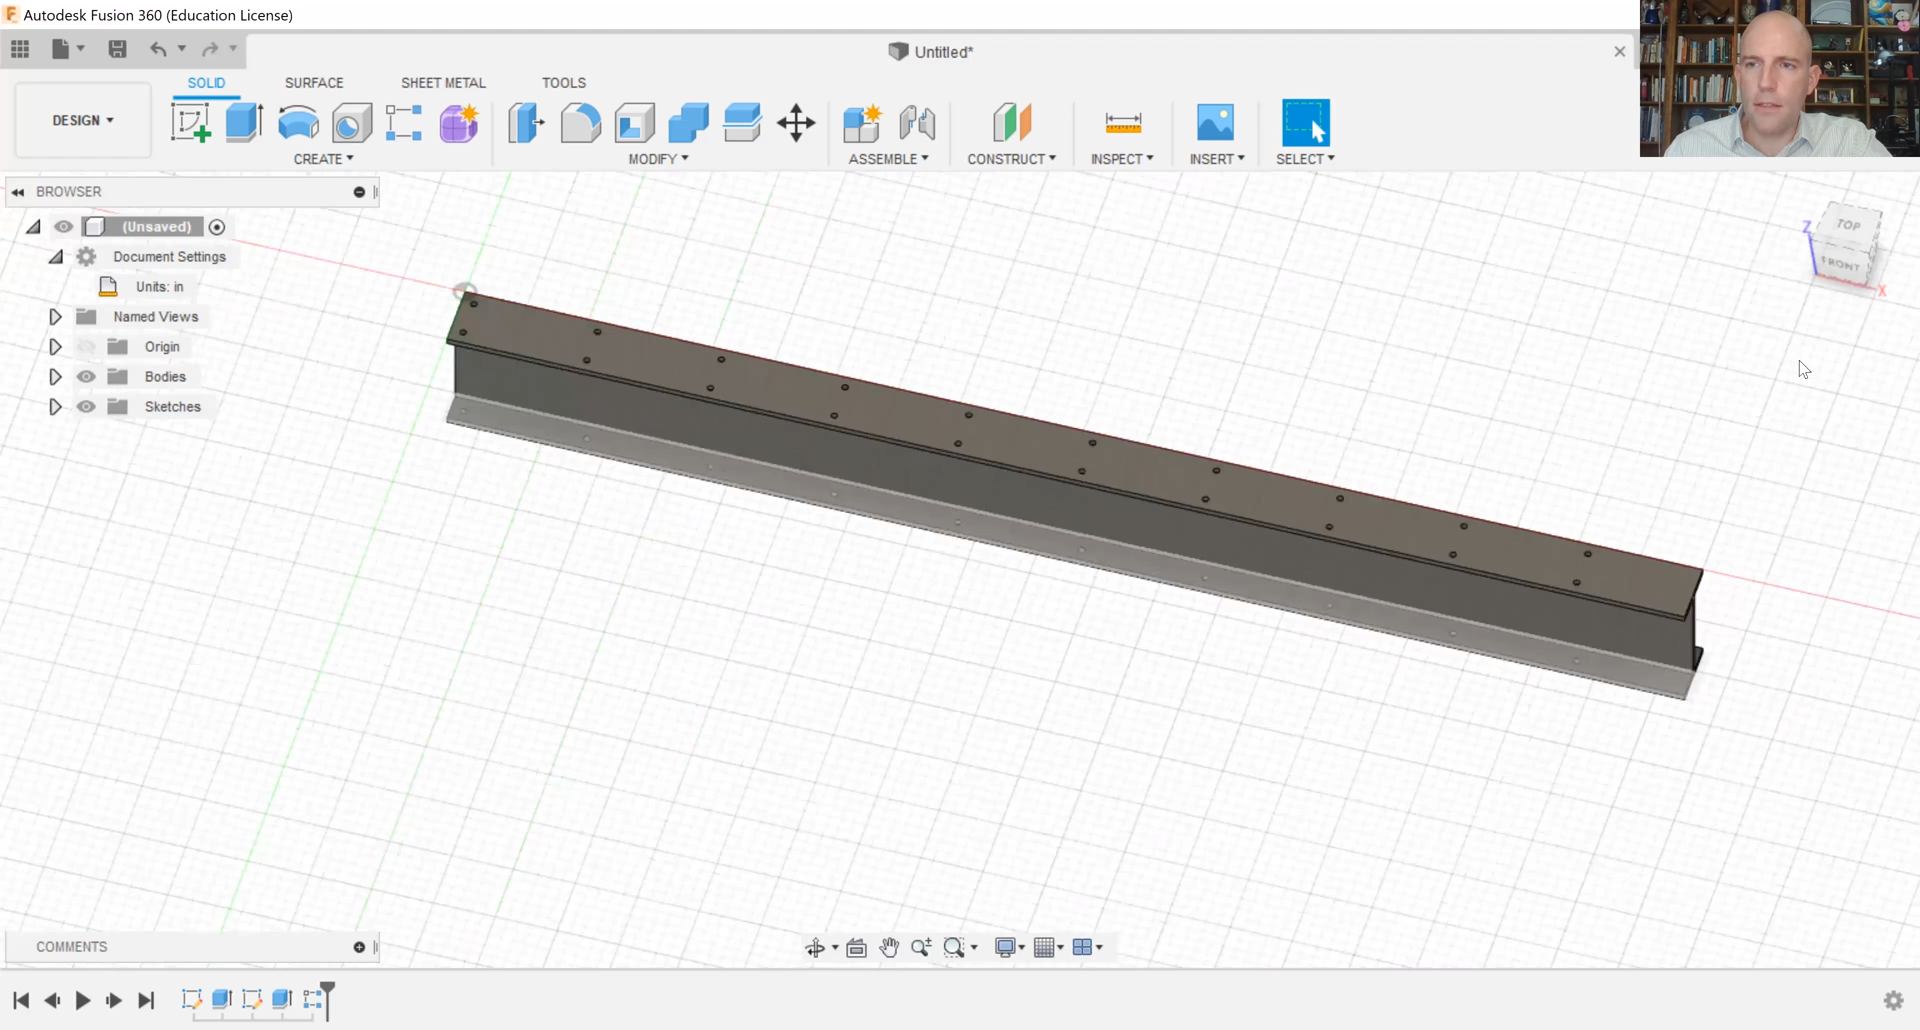 Autodesk Fusion 360 (Education License)
Untitled*
SOLID SURFACE SHEET METAL TOOLS
DESIGN
CREATE MODIFY ASSEMBLE CONSTRUCT INSPECT INSERT SELECT
BROWSER
(Unsaved)
Document Settings
Units: in
Named Views
Origin
Bodies
Sketches
TOP
Z
FRONT
X
COMMENTS